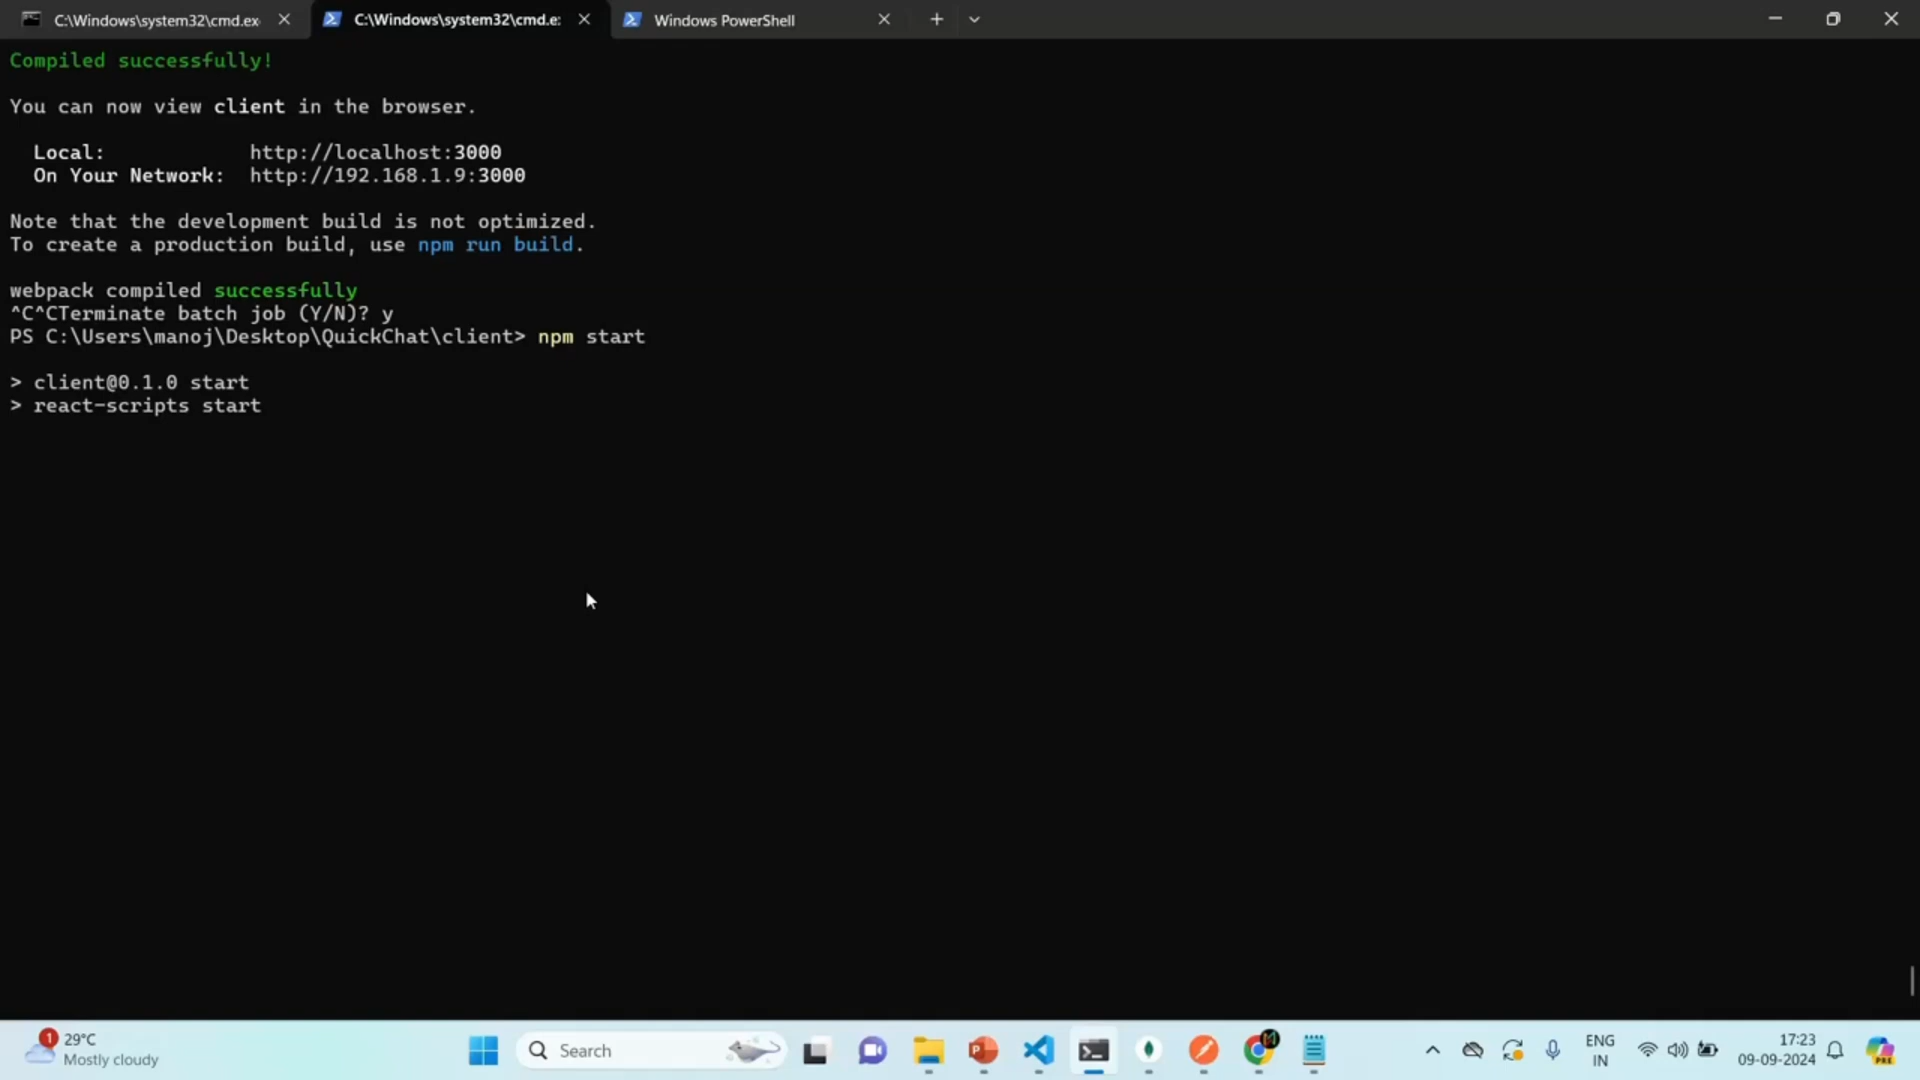 C:\Windows\system32\cmd.ex
C:\Windows\system32\cmd.e:
Windows PowerShell
Compiled successfully!
You can now view client in the browser.
Local: http://localhost:3000
On Your Network: http://192.168.1.9:3000
Note that the development build is not optimized.
To create a production build, use npm run build.
webpack compiled successfully
^C^CTerminate batch job (Y/N)? y
PS C:\Users\manoj\Desktop\QuickChat\client> npm start
> client@0.1.0 start
> react-scripts start
1
29°C
Mostly cloudy
Search
M
ENG
IN
17:23
09-09-2024
PRE